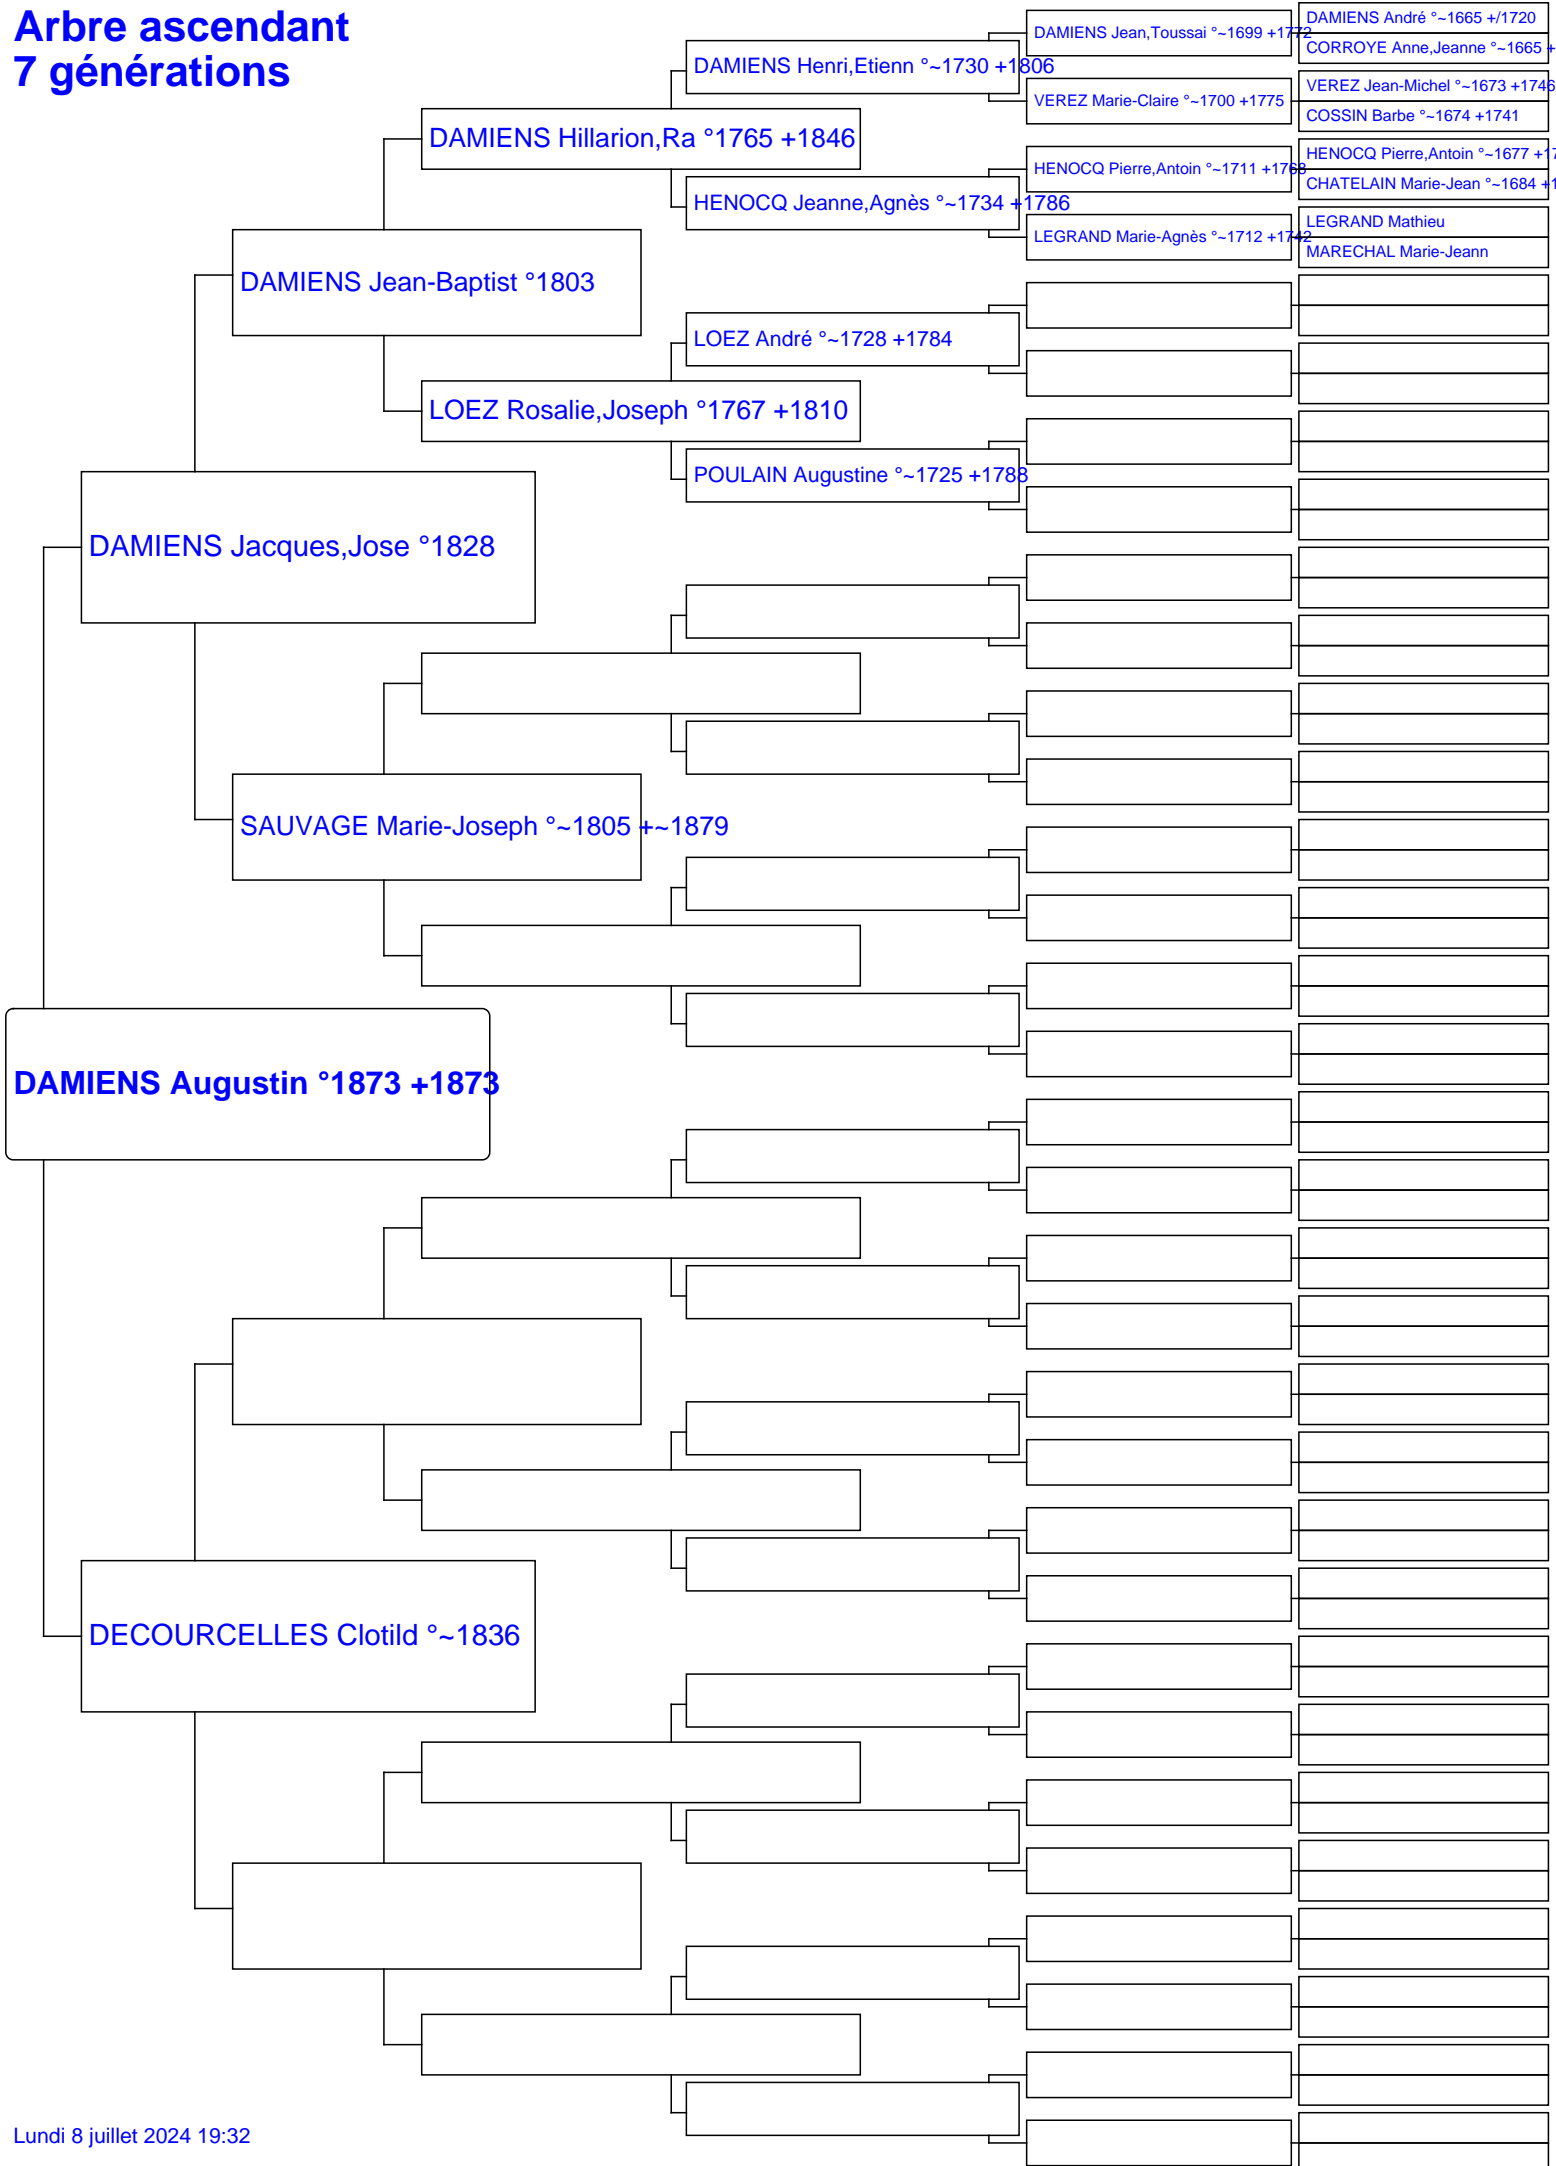 Arbre ascendant
7 générations
DAMIENS Jean,Toussai °~1699 +1772
DAMIENS André °~1665 +/1720
CORROYE Anne,Jeanne °~1665 +
DAMIENS Henri,Etienn °~1730 +1806
VEREZ Marie-Claire °~1700 +1775
VEREZ Jean-Michel °~1673 +1746
COSSIN Barbe °~1674 +1741
DAMIENS Hillarion,Ra °1765 +1846
HENOCQ Pierre,Antoin °~1711 +1768
HENOCQ Pierre,Antoin °~1677 +17
CHATELAIN Marie-Jean °~1684 +1
HENOCQ Jeanne,Agnès °~1734 +1786
LEGRAND Marie-Agnès °~1712 +1742
LEGRAND Mathieu
MARECHAL Marie-Jeann
DAMIENS Jean-Baptist °1803
LOEZ André °~1728 +1784
LOEZ Rosalie,Joseph °1767 +1810
POULAIN Augustine °~1725 +1788
DAMIENS Jacques,Jose °1828
SAUVAGE Marie-Joseph °~1805 +~1879
DAMIENS Augustin °1873 +1873
DECOURCELLES Clotild °~1836
Lundi 8 juillet 2024 19:32